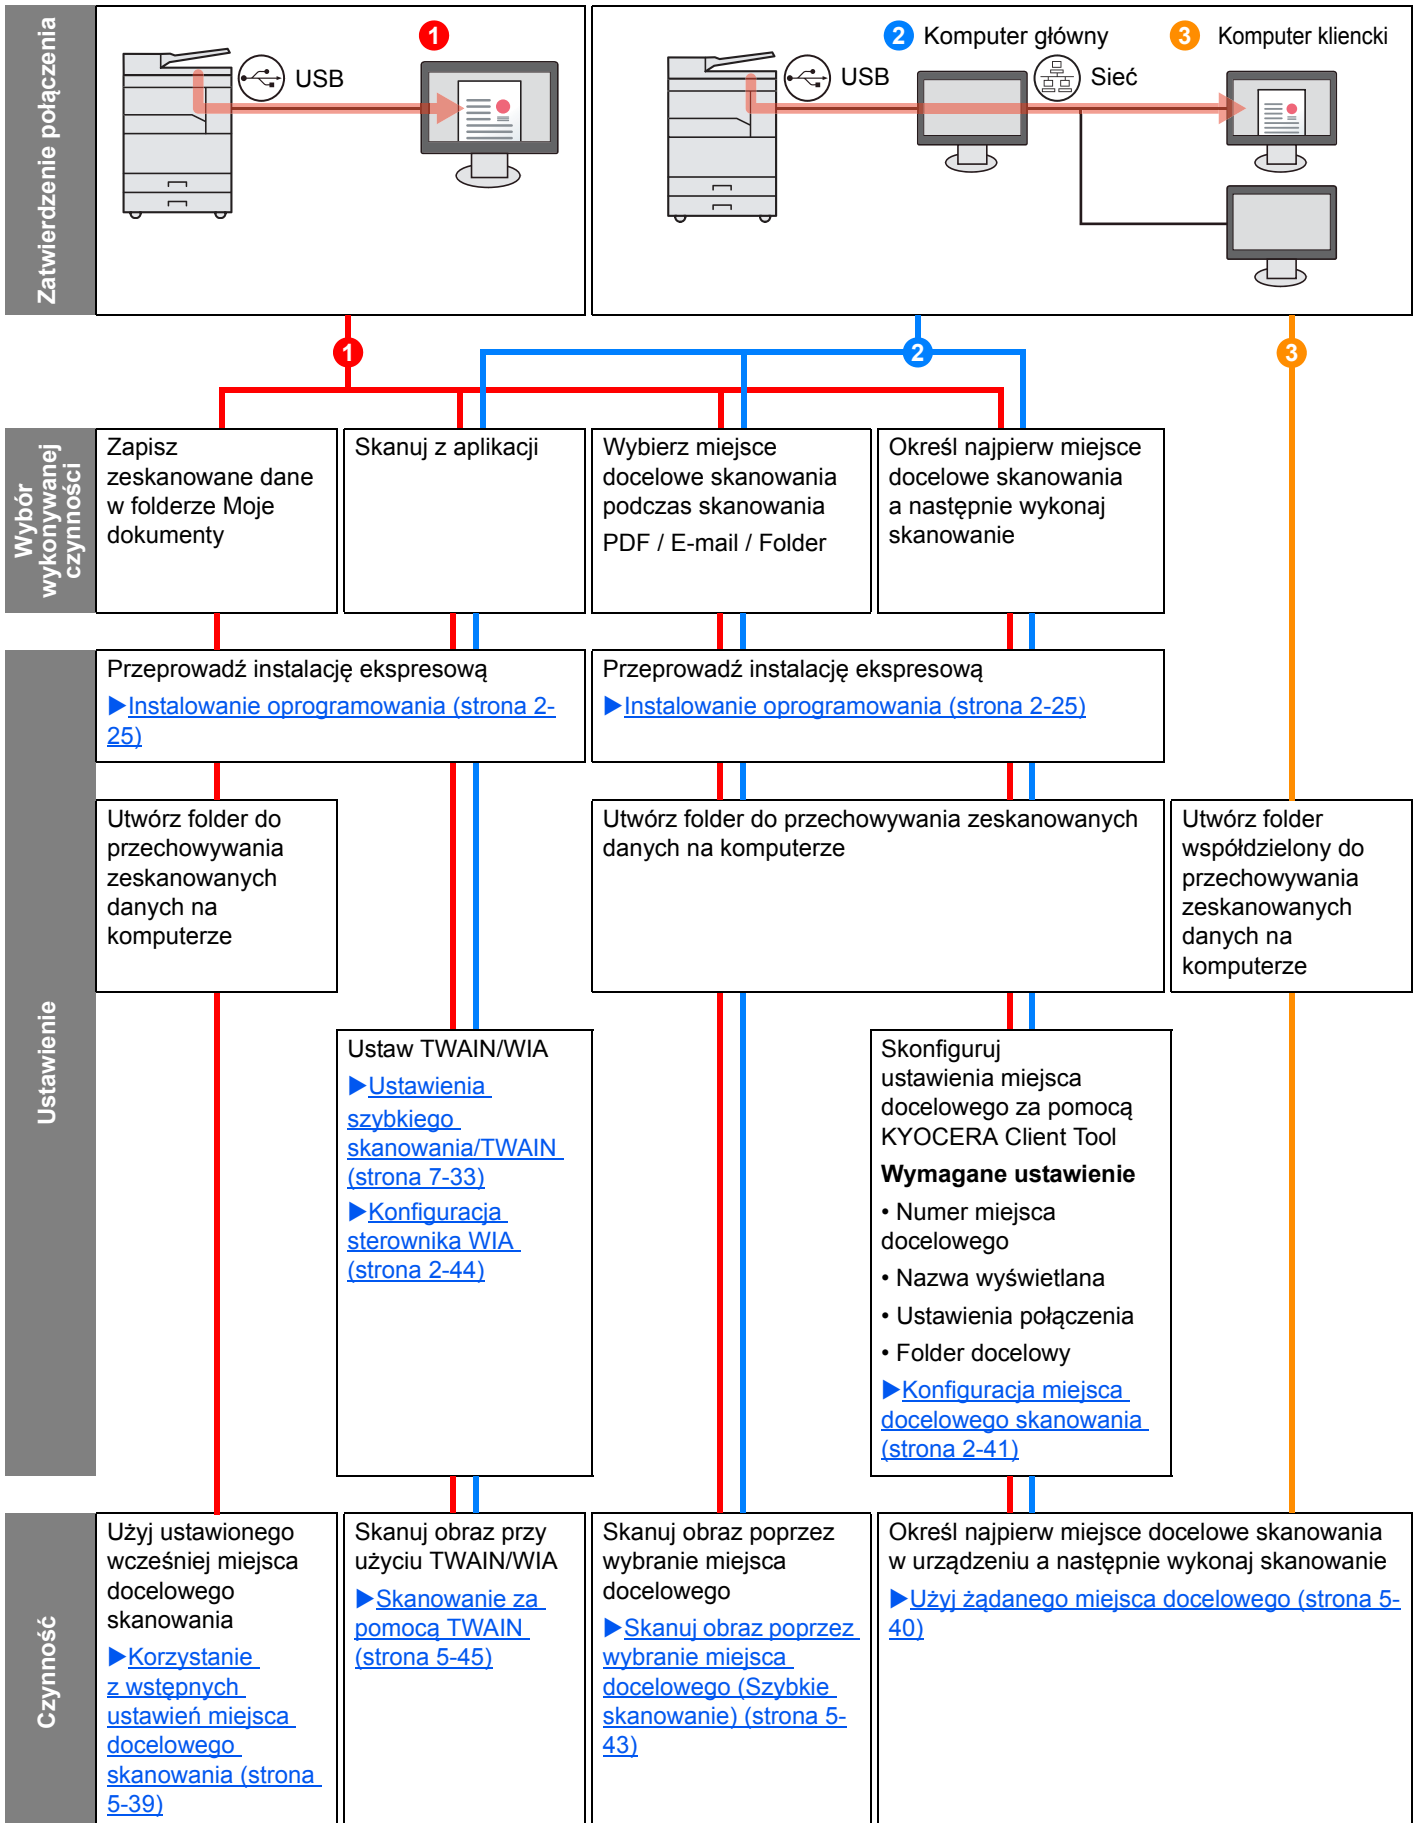 Zatwierdzenie połączenia
1
USB
2 Komputer główny
3 Komputer kliencki
USB
Sieć
1
2
3
Wybór
wykonywanej
czynności
Zapisz
zeskanowane dane
w folderze Moje
dokumenty
Skanuj z aplikacji
Wybierz miejsce
docelowe skanowania
podczas skanowania
PDF / E-mail / Folder
Określ najpierw miejsce
docelowe skanowania
a następnie wykonaj
skanowanie
Ustawienie
Przeprowadź instalację ekspresową
▶Instalowanie oprogramowania (strona 2-
25)
Przeprowadź instalację ekspresową
▶Instalowanie oprogramowania (strona 2-25)
Utwórz folder do
przechowywania
zeskanowanych
danych na
komputerze
Utwórz folder do przechowywania zeskanowanych
danych na komputerze
Utwórz folder
współdzielony do
przechowywania
zeskanowanych
danych na
komputerze
Ustaw TWAIN/WIA
▶Ustawienia
szybkiego
skanowania/TWAIN
(strona 7-33)
▶Konfiguracja
sterownika WIA
(strona 2-44)
Skonfiguruj
ustawienia miejsca
docelowego za pomocą
KYOCERA Client Tool
Wymagane ustawienie
• Numer miejsca
docelowego
• Nazwa wyświetlana
• Ustawienia połączenia
• Folder docelowy
▶Konfiguracja miejsca
docelowego skanowania
(strona 2-41)
Czynność
Użyj ustawionego
wcześniej miejsca
docelowego
skanowania
▶Korzystanie
z wstępnych
ustawień miejsca
docelowego
skanowania (strona
5-39)
Skanuj obraz przy
użyciu TWAIN/WIA
▶Skanowanie za
pomocą TWAIN
(strona 5-45)
Skanuj obraz poprzez
wybranie miejsca
docelowego
▶Skanuj obraz poprzez
wybranie miejsca
docelowego (Szybkie
skanowanie) (strona 5-
43)
Określ najpierw miejsce docelowe skanowania
w urządzeniu a następnie wykonaj skanowanie
▶Użyj żądanego miejsca docelowego (strona 5-
40)